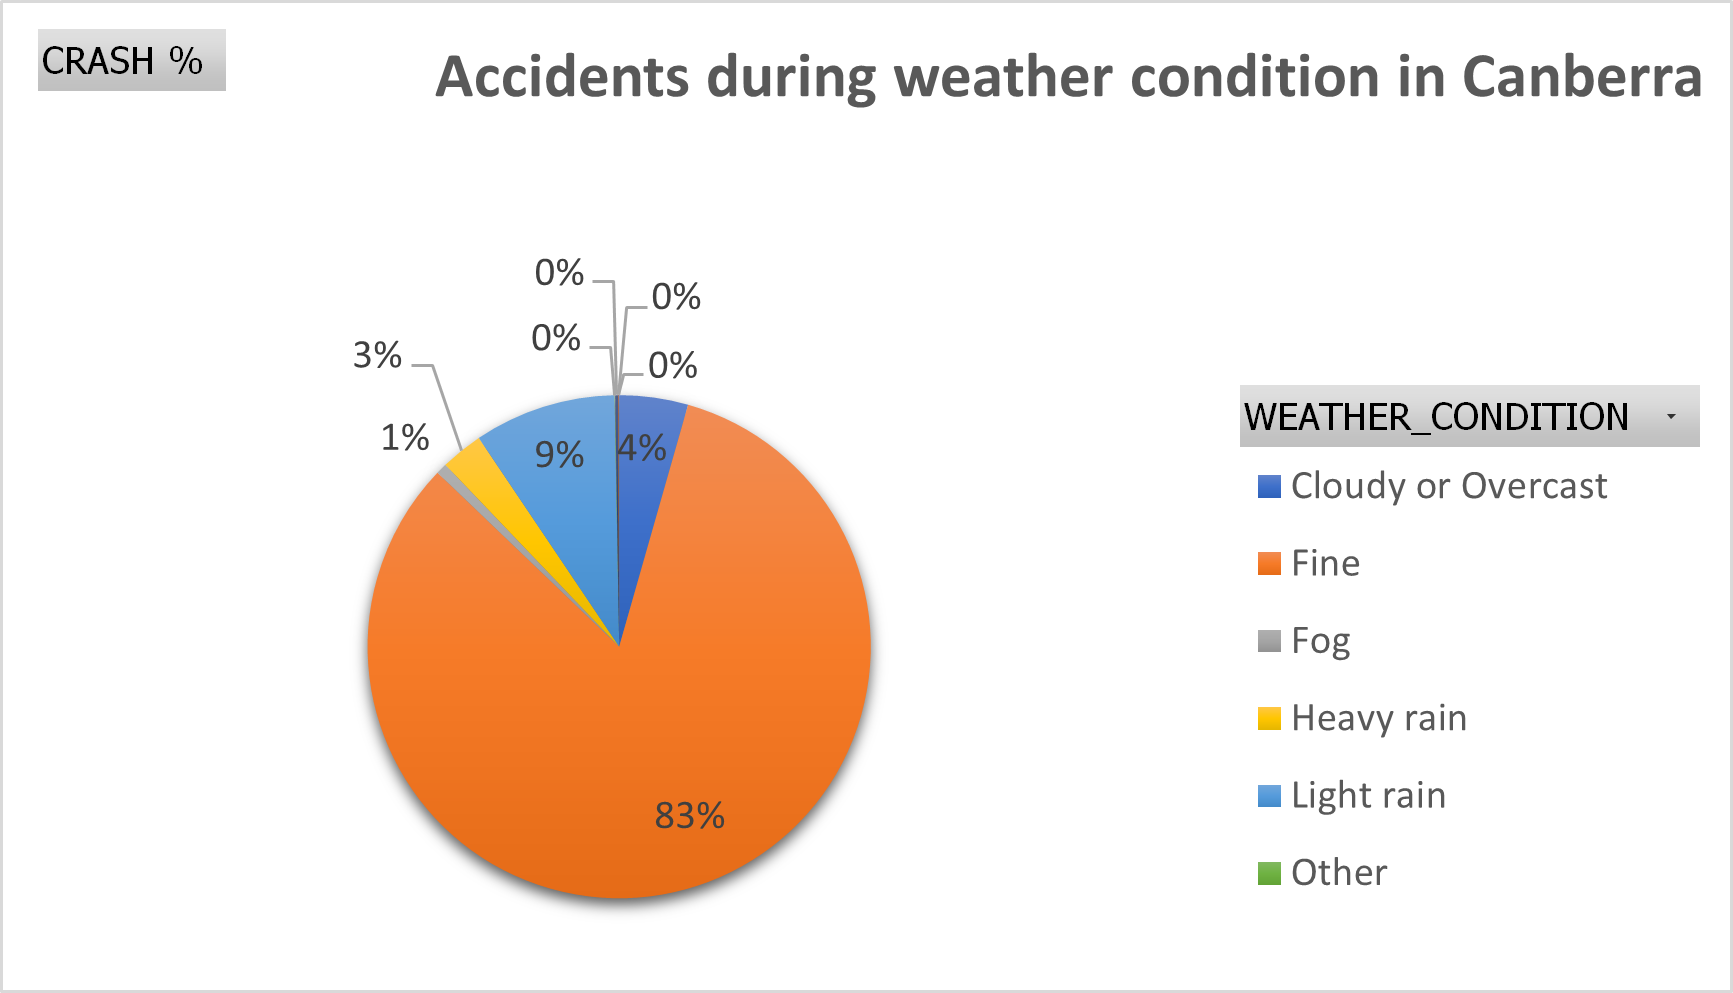 CRASH %
Accidents during weather condition in Canberra
0%
0%
0%
3%
0%
1%
9%
4%
83%
WEATHER_CONDITION
Cloudy or Overcast
Fine
Fog
Heavy rain
Light rain
Other